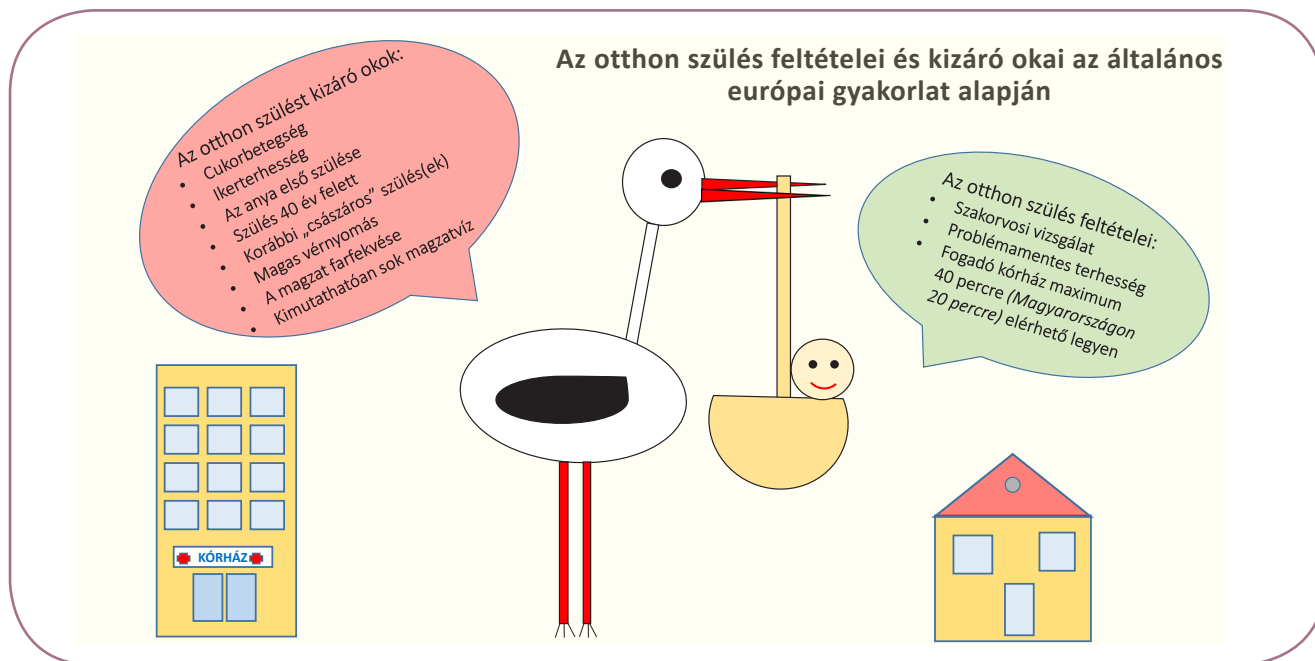 Az otthon szülés feltételei és kizáró okai az általános
európai gyakorlat alapján
Az otthon szülést kizáró okok:
• Cukorbetegség
• Ikerterhesség
• Az anya első szülése
• Szülés 40 év felett
• Korábbi „császáros” szülés(ek)
• Magas vérnyomás
• A magzat farfekvése
• Kimutathatóan sok magzatvíz
Az otthon szülés feltételei:
• Szakorvosi vizsgálat
• Problémamentes terhesség
• Fogadó kórház maximum
40 percre (Magyarországon
20 percre) elérhető legyen
KÓRHÁZ